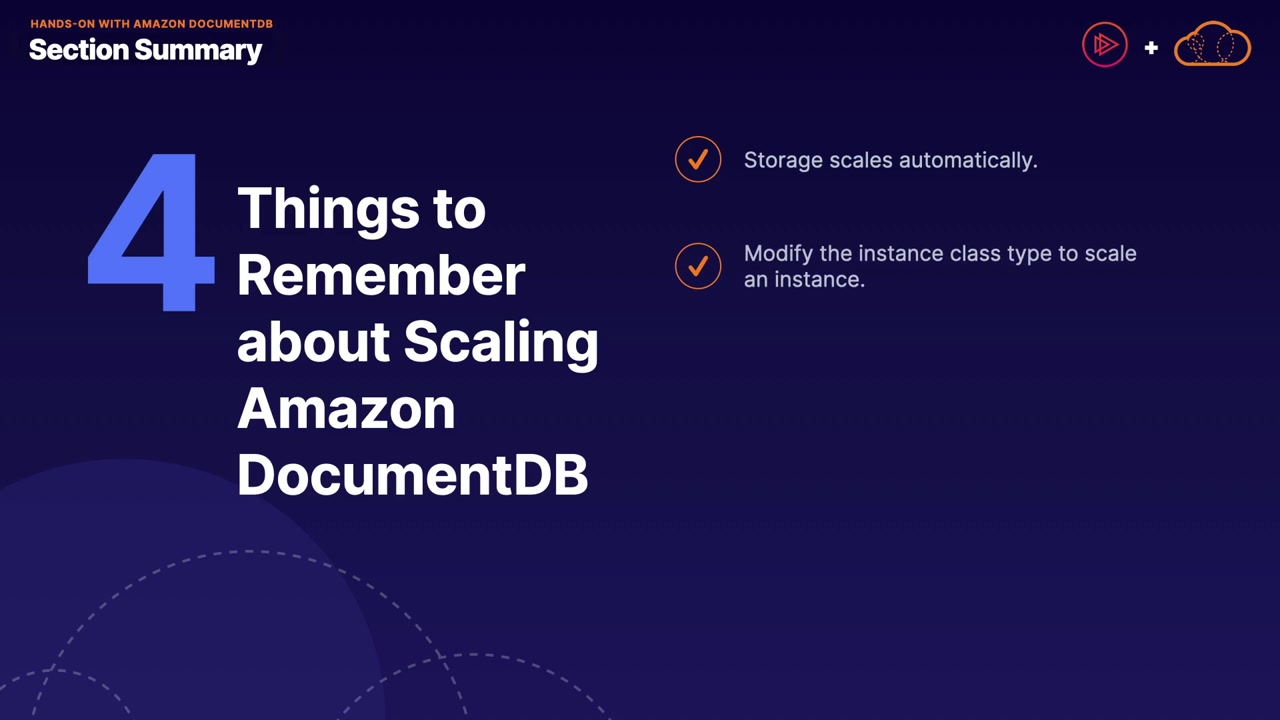 HANDS-ON WITH AMAZON DOCUMENTDB
Section Summary
+
4
Things to
Remember
about Scaling
Amazon
DocumentDB
Storage scales automatically.
Modify the instance class type to scale
an instance.